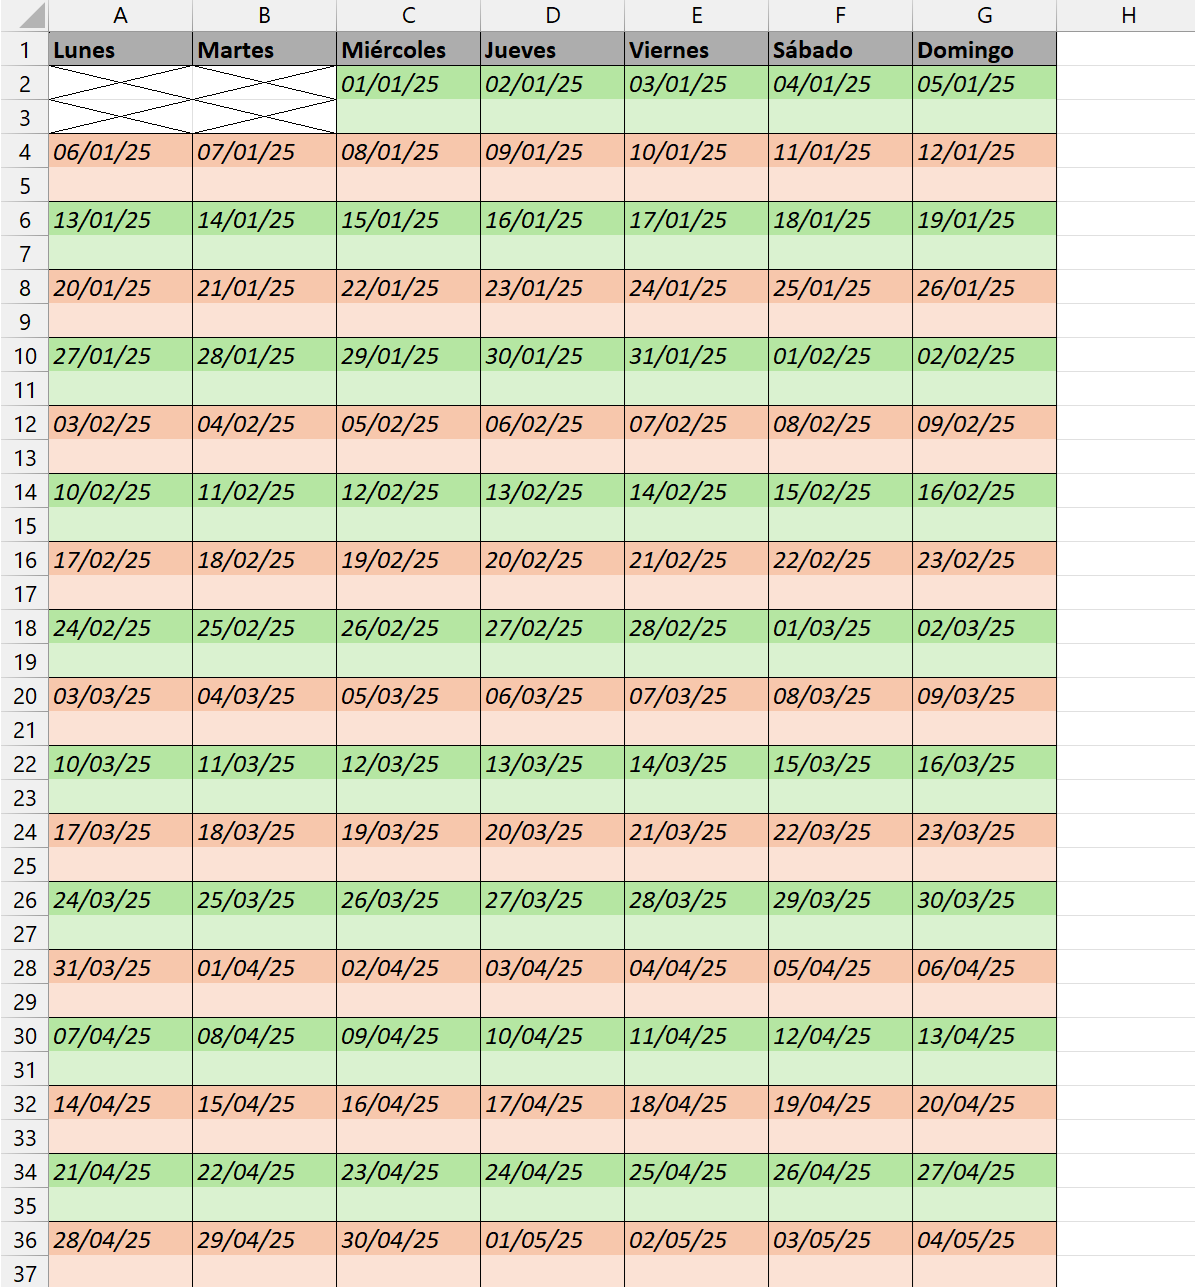 A B C D E F G H
1 Lunes Martes Miércoles Jueves Viernes Sábado Domingo
2 01/01/25 02/01/25 03/01/25 04/01/25 05/01/25
3
4 06/01/25 07/01/25 08/01/25 09/01/25 10/01/25 11/01/25 12/01/25
5
6 13/01/25 14/01/25 15/01/25 16/01/25 17/01/25 18/01/25 19/01/25
7
8 20/01/25 21/01/25 22/01/25 23/01/25 24/01/25 25/01/25 26/01/25
9
10 27/01/25 28/01/25 29/01/25 30/01/25 31/01/25 01/02/25 02/02/25
11
12 03/02/25 04/02/25 05/02/25 06/02/25 07/02/25 08/02/25 09/02/25
13
14 10/02/25 11/02/25 12/02/25 13/02/25 14/02/25 15/02/25 16/02/25
15
16 17/02/25 18/02/25 19/02/25 20/02/25 21/02/25 22/02/25 23/02/25
17
18 24/02/25 25/02/25 26/02/25 27/02/25 28/02/25 01/03/25 02/03/25
19
20 03/03/25 04/03/25 05/03/25 06/03/25 07/03/25 08/03/25 09/03/25
21
22 10/03/25 11/03/25 12/03/25 13/03/25 14/03/25 15/03/25 16/03/25
23
24 17/03/25 18/03/25 19/03/25 20/03/25 21/03/25 22/03/25 23/03/25
25
26 24/03/25 25/03/25 26/03/25 27/03/25 28/03/25 29/03/25 30/03/25
27
28 31/03/25 01/04/25 02/04/25 03/04/25 04/04/25 05/04/25 06/04/25
29
30 07/04/25 08/04/25 09/04/25 10/04/25 11/04/25 12/04/25 13/04/25
31
32 14/04/25 15/04/25 16/04/25 17/04/25 18/04/25 19/04/25 20/04/25
33
34 21/04/25 22/04/25 23/04/25 24/04/25 25/04/25 26/04/25 27/04/25
35
36 28/04/25 29/04/25 30/04/25 01/05/25 02/05/25 03/05/25 04/05/25
37